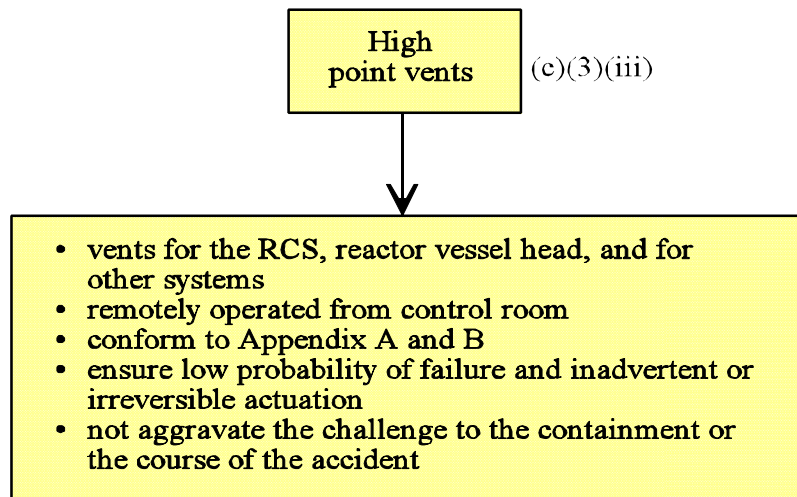 High
point vents
(c)(3)(iii)
• vents for the RCS, reactor vessel head, and for
other systems
• remotely operated from control room
• conform to Appendix A and B
• ensure low probability of failure and inadvertent or
irreversible actuation
• not aggravate the challenge to the containment or
the course of the accident